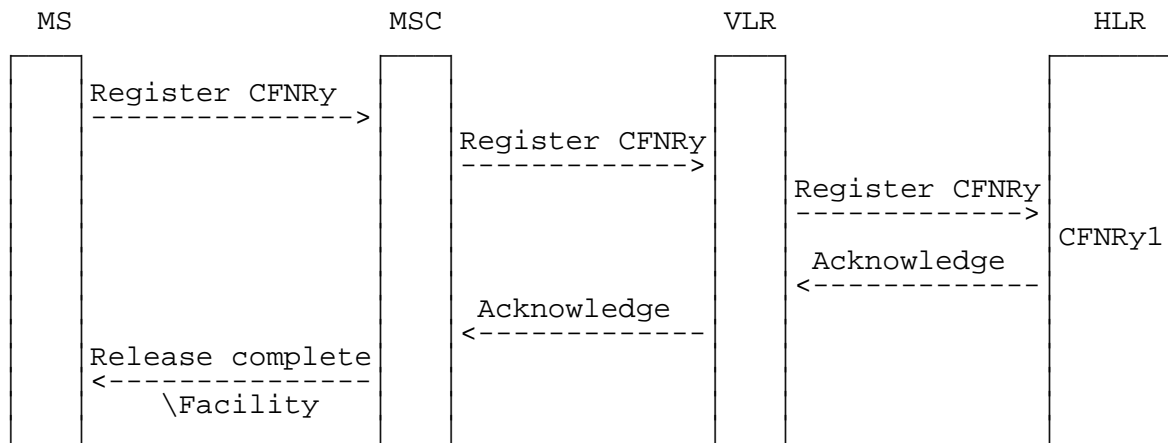 MS MSC VLR HLR
Register CFNRy
Register CFNRy
Register CFNRy
CFNRy1
Acknowledge
Acknowledge
Release complete
\Facility